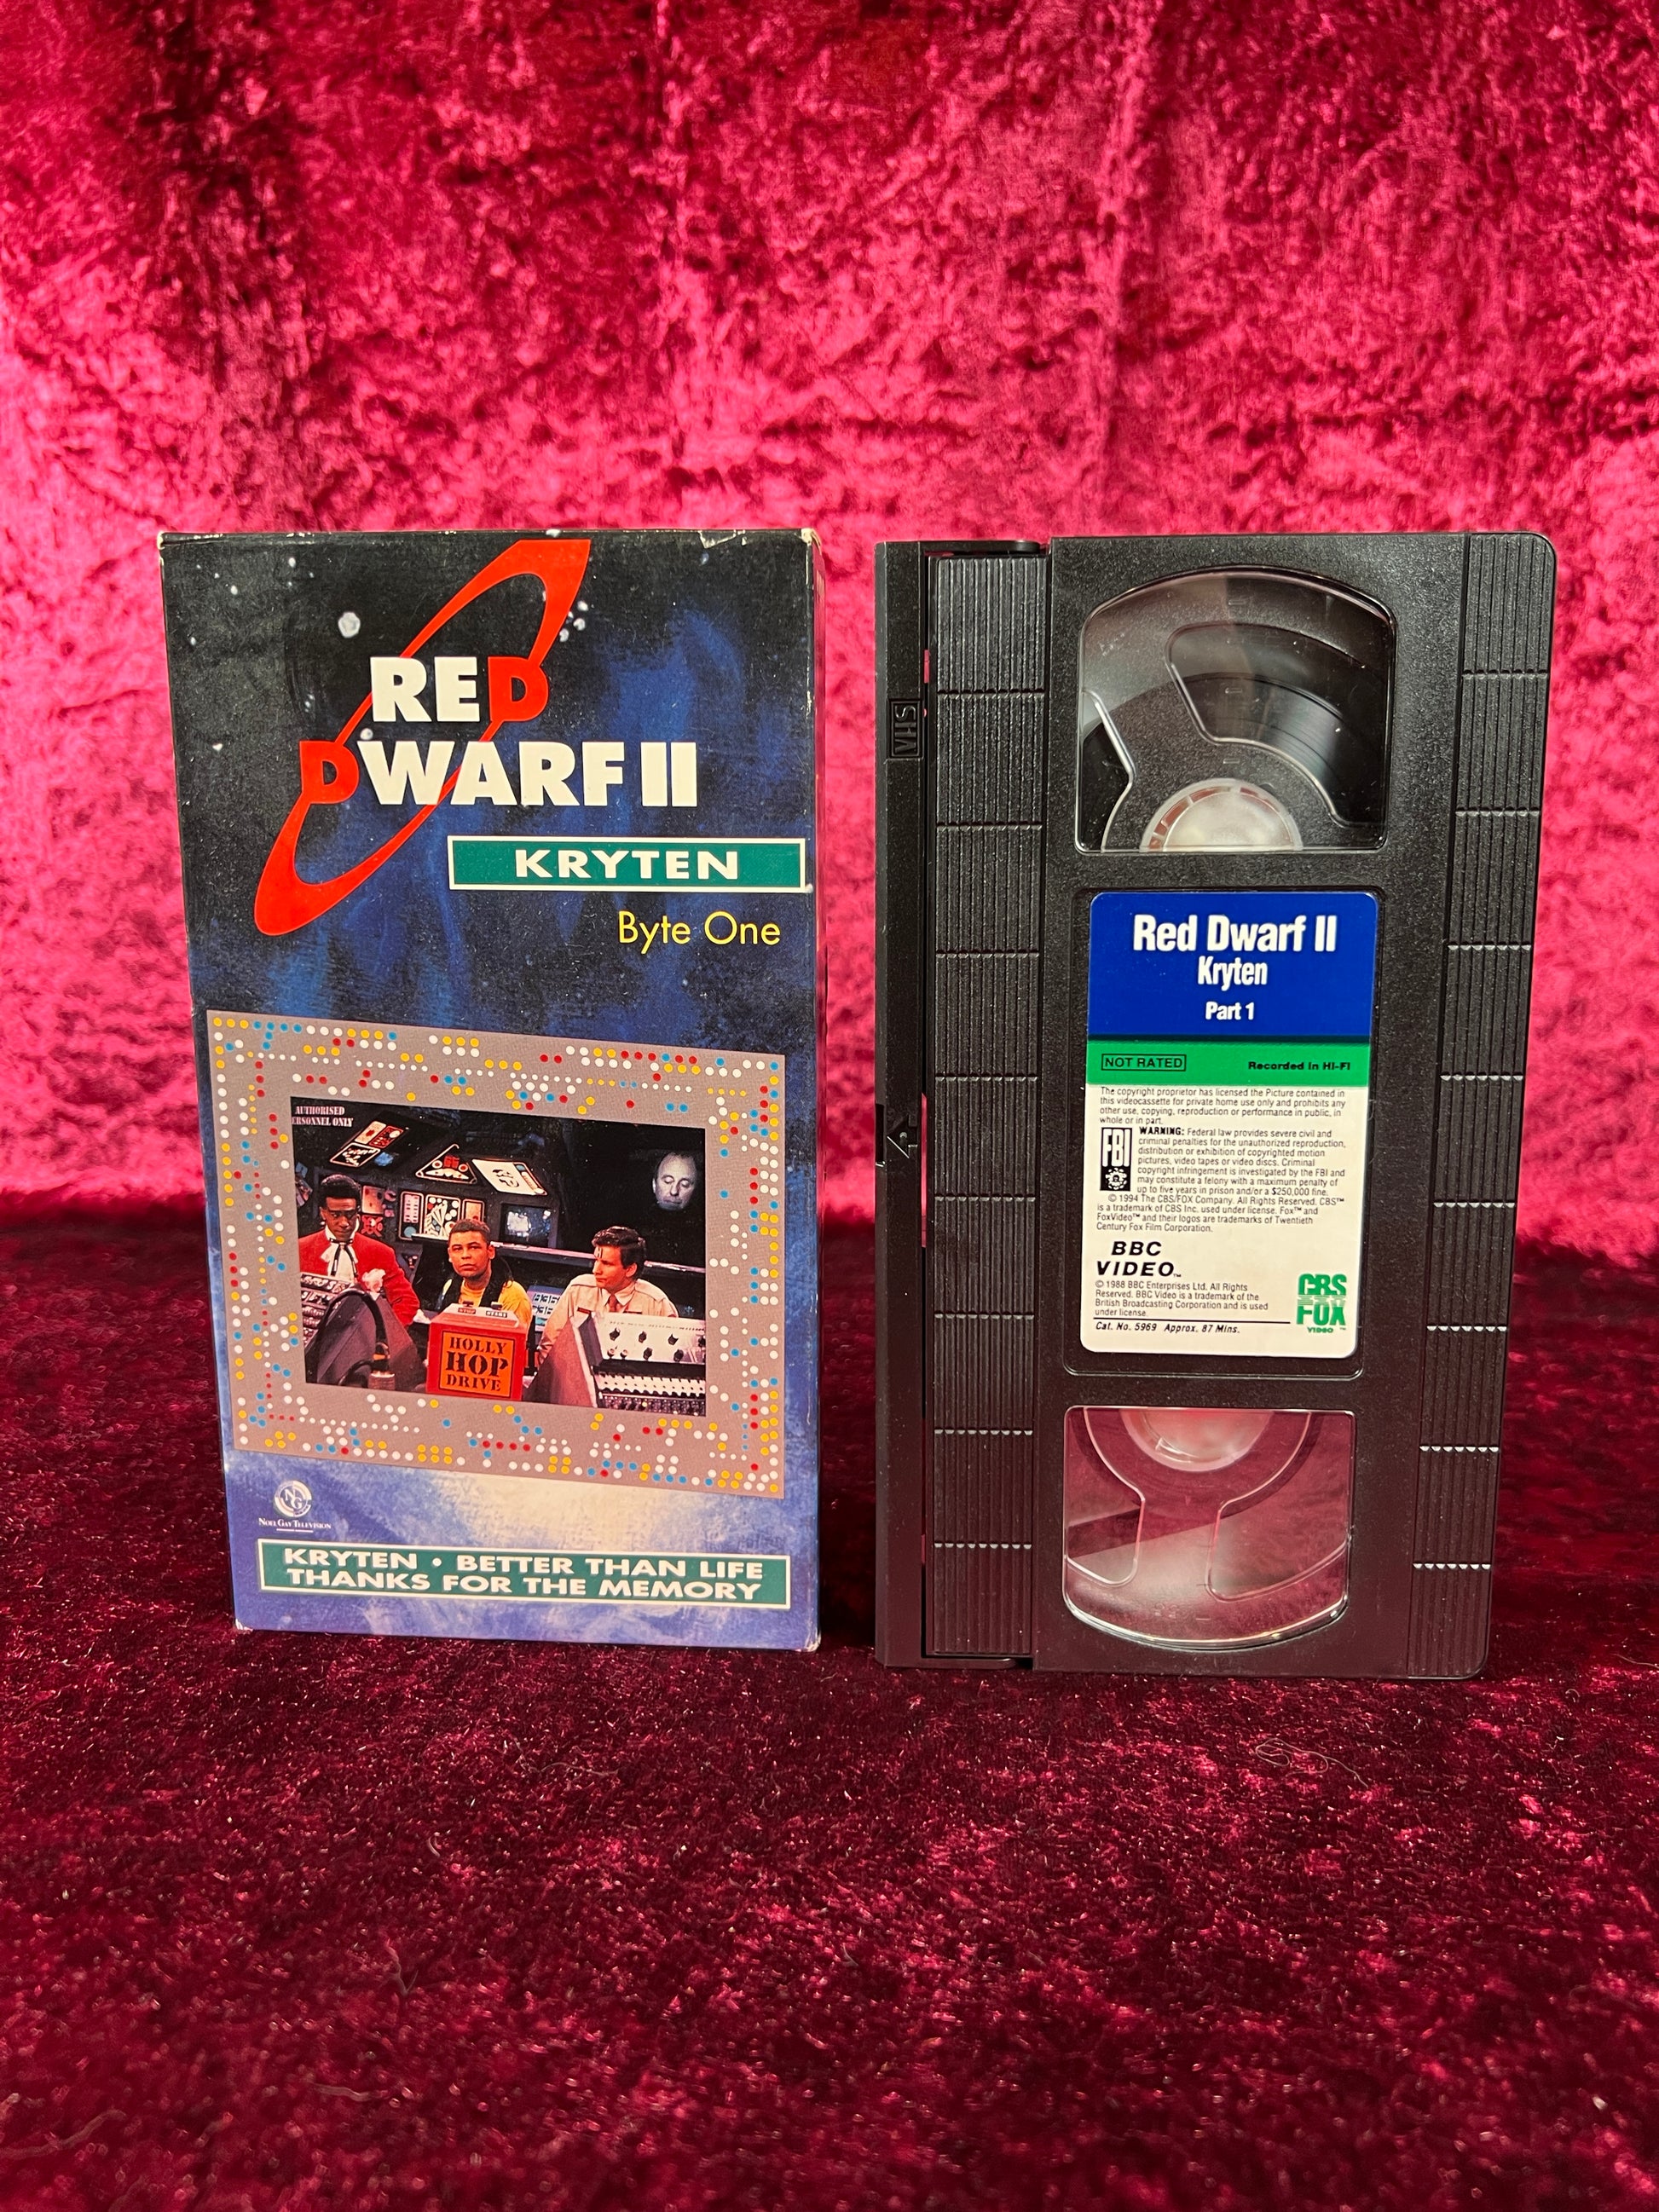 RED
DWARF II
KRYTEN
Byte One
AUTHORISED
ERSONNEL ONLY
HOLLY
HOP
DRIVE
NG
NOEL GAY TELEVISION
KRYTEN • BETTER THAN LIFE
THANKS FOR THE MEMORY
VHS
Red Dwarf II
Kryten
Part 1
NOT RATED
Recorded in HI-FI
The copyright proprietor has licensed the Picture contained in
this videocassette for private home use only and prohibits any
other use, copying, reproduction or performance in public, in
whole or in part.
FBI
WARNING: Federal law provides severe civil and
criminal penalties for the unauthorized reproduction,
distribution or exhibition of copyrighted motion
pictures, video tapes or video discs. Criminal
copyright infringement is investigated by the FBI and
may constitute a felony with a maximum penalty of
up to five years in prison and/or a $250,000 fine.
© 1994 The CBS/FOX Company. All Rights Reserved. CBS™
is a trademark of CBS Inc. used under license. Fox™ and
FoxVideo™ and their logos are trademarks of Twentieth
Century Fox Film Corporation.
BBC
VIDEO™
© 1988 BBC Enterprises Ltd. All Rights
Reserved. BBC Video is a trademark of the
British Broadcasting Corporation and is used
under license.
CBS
FOX
VIDEO ™
Cat. No. 5969 Approx. 87 Mins.